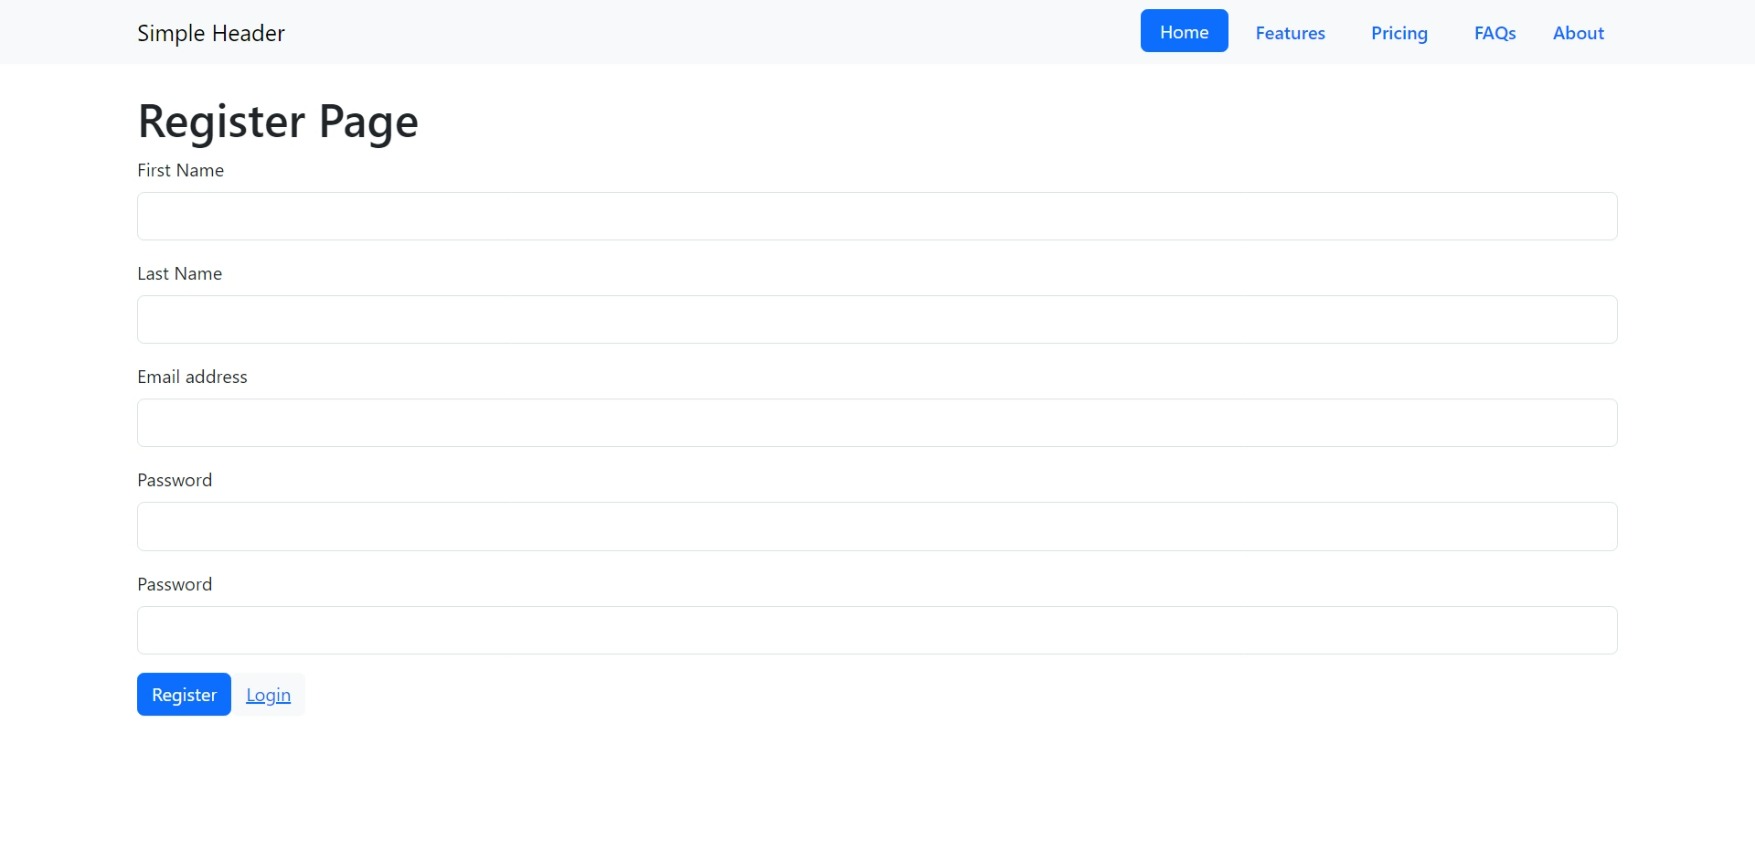 Simple Header Home Features Pricing FAQs About
Register Page
First Name
Last Name
Email address
Password
Password
Register Login